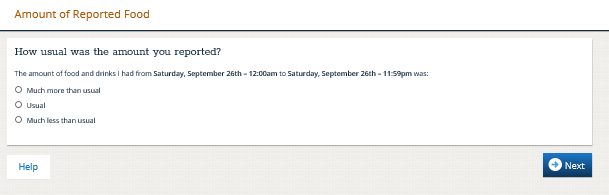 Amount of Reported Food
How usual was the amount you reported?
The amount of food and drinks I had from Saturday, September 26th – 12:00am to Saturday, September 26th – 11:59pm was:
Much more than usual
Usual
Much less than usual
Help
Next